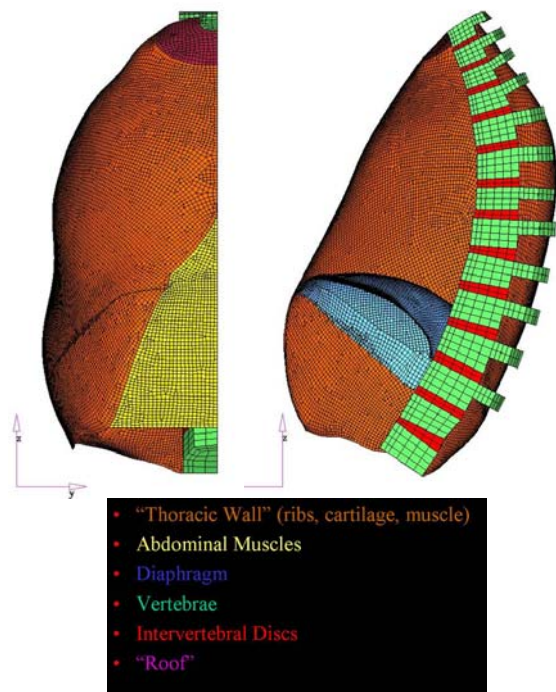 z
y
z
• “Thoracic Wall” (ribs, cartilage, muscle)
• Abdominal Muscles
• Diaphragm
• Vertebrae
• Intervertebral Discs
• “Roof”